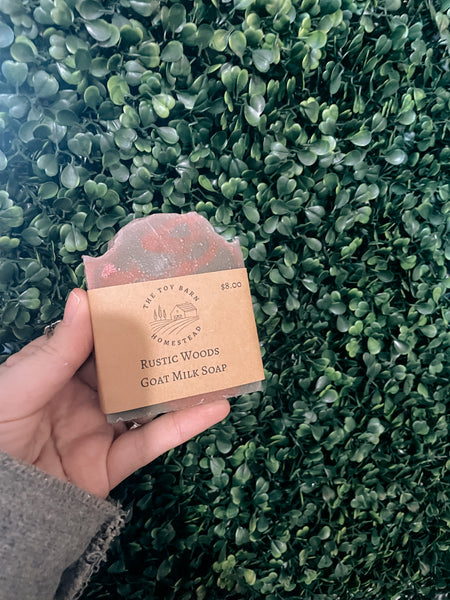 THE TOY BARN
HOMESTEAD
$8.00
Rustic Woods
Goat Milk Soap